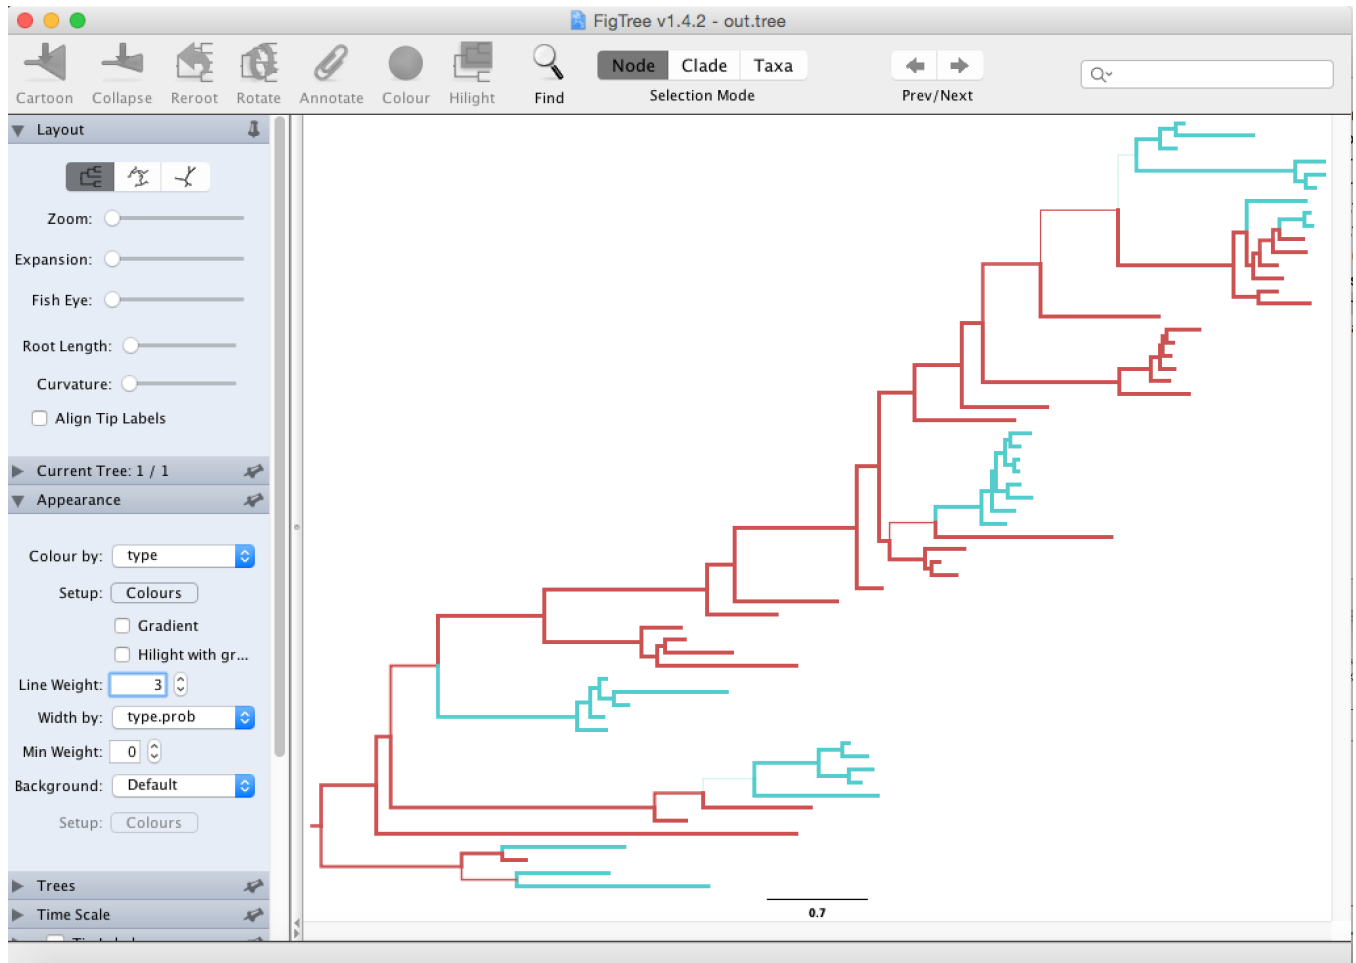 FigTree v1.4.2 - out.tree
Cartoon Collapse Reroot Rotate Annotate Colour Hilight Find
Node Clade Taxa
Selection Mode
Prev/Next
Layout
Zoom:
Expansion:
Fish Eye:
Root Length:
Curvature:
Align Tip Labels
Current Tree: 1 / 1
Appearance
Colour by: type
Setup: Colours
Gradient
Hilight with gr...
Line Weight: 3
Width by: type.prob
Min Weight: 0
Background: Default
Setup: Colours
Trees
Time Scale
0.7